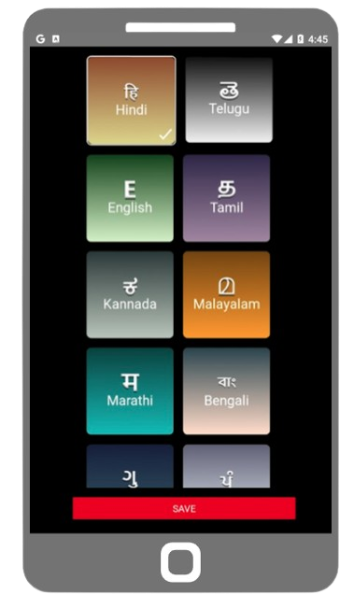 G 4:45
हि
Hindi
తె
Telugu
E
English
த
Tamil
ಕ
Kannada
മ
Malayalam
म
Marathi
বাং
Bengali
ગુ
ਪੰ
SAVE